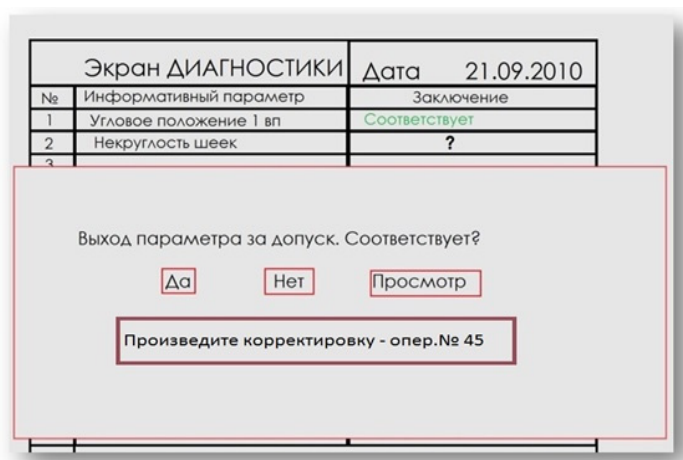 Экран ДИАГНОСТИКИ Дата 21.09.2010
№ Информативный параметр Заключение
1 Угловое положение 1 вп Соответствует
2 Некруглость шеек ?
3
Выход параметра за допуск. Соответствует?
Да Нет Просмотр
Произведите корректировку - опер.№ 45